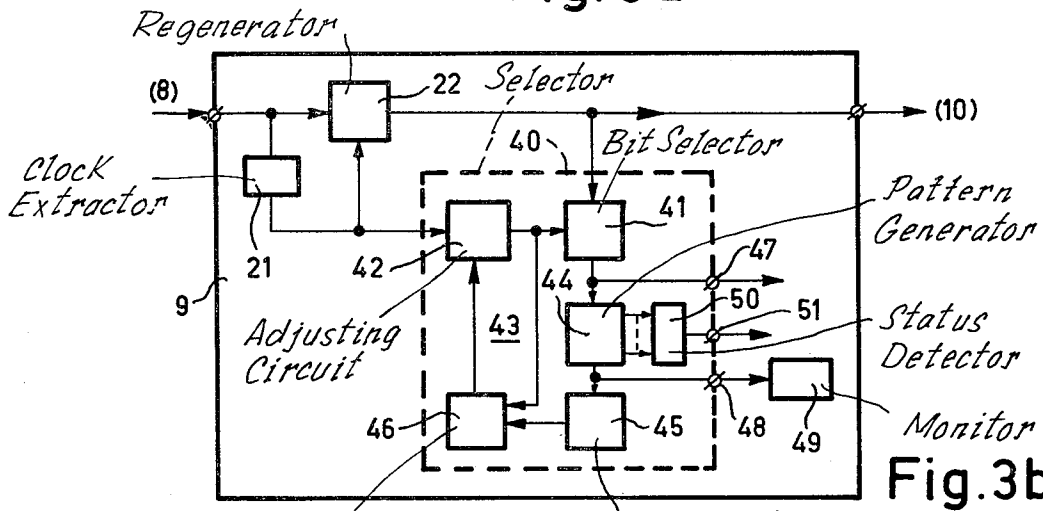 Regenerator
(8)
22
Selector
(10)
40
Bit Selector
Clock
Extractor
21
41
Pattern
Generator
42
47
9
44
50
43
51
Adjusting
Circuit
Status
Detector
46
45
48
49
Monitor
Fig.3b